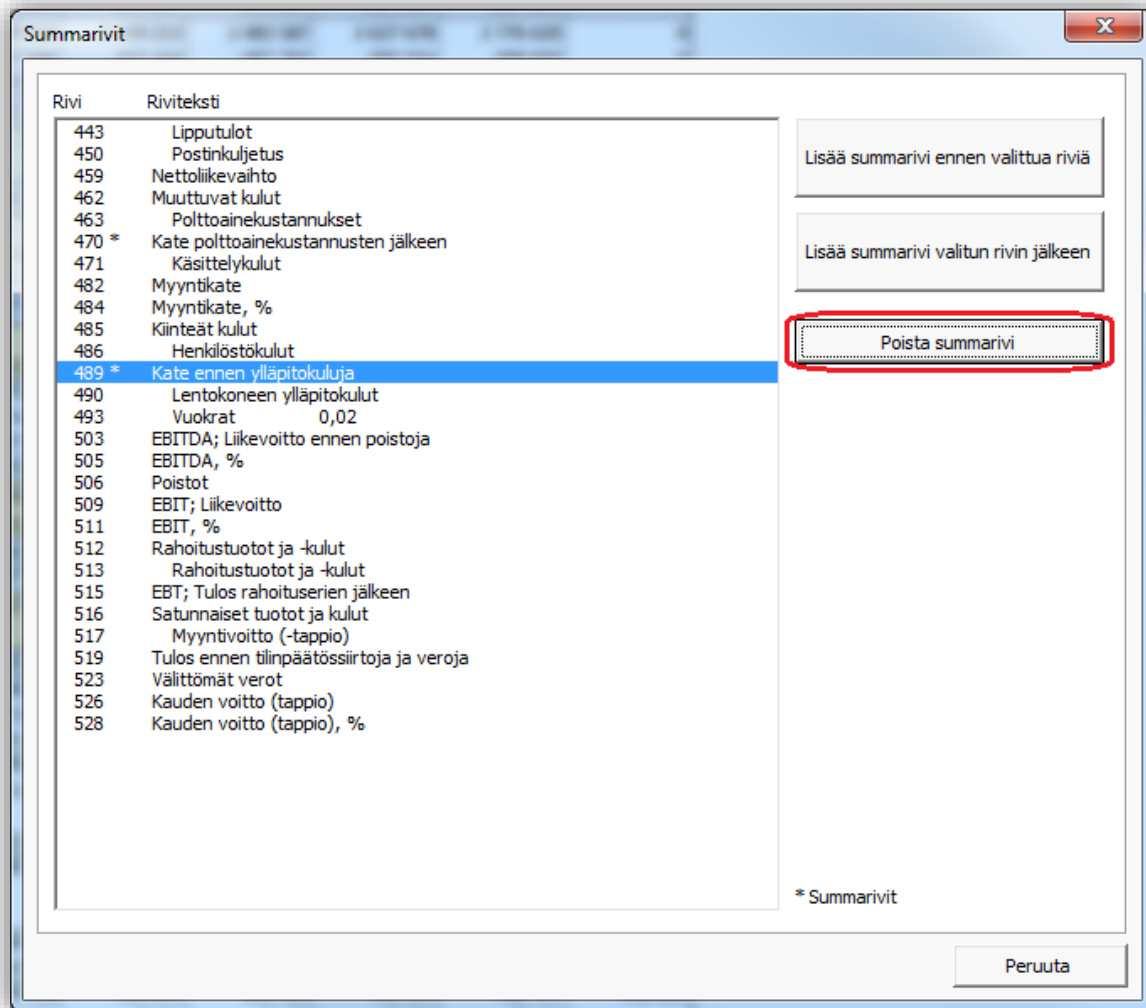 Summarivit
Rivi Riviteksti
443 Lipputulot
450 Postinkuljetus
459 Nettoliikevaihto
462 Muuttuvat kulut
463 Polttoainekustannukset
470 * Kate polttoainekustannusten jälkeen
471 Käsittelykulut
482 Myyntikate
484 Myyntikate, %
485 Kiinteät kulut
486 Henkilöstökulut
489 * Kate ennen ylläpitokuluja
490 Lentokoneen ylläpitokulut
493 Vuokrat 0,02
503 EBITDA; Liikevoitto ennen poistoja
505 EBITDA, %
506 Poistot
509 EBIT; Liikevoitto
511 EBIT, %
512 Rahoitustuotot ja -kulut
513 Rahoitustuotot ja -kulut
515 EBT; Tulos rahoituserien jälkeen
516 Satunnaiset tuotot ja kulut
517 Myyntivoitto (-tappio)
519 Tulos ennen tilinpäätössiirtoja ja veroja
523 Välittömät verot
526 Kauden voitto (tappio)
528 Kauden voitto (tappio), %
Lisää summarivi ennen valittua riviä
Lisää summarivi valitun rivin jälkeen
Poista summarivi
* Summarivit
Peruuta